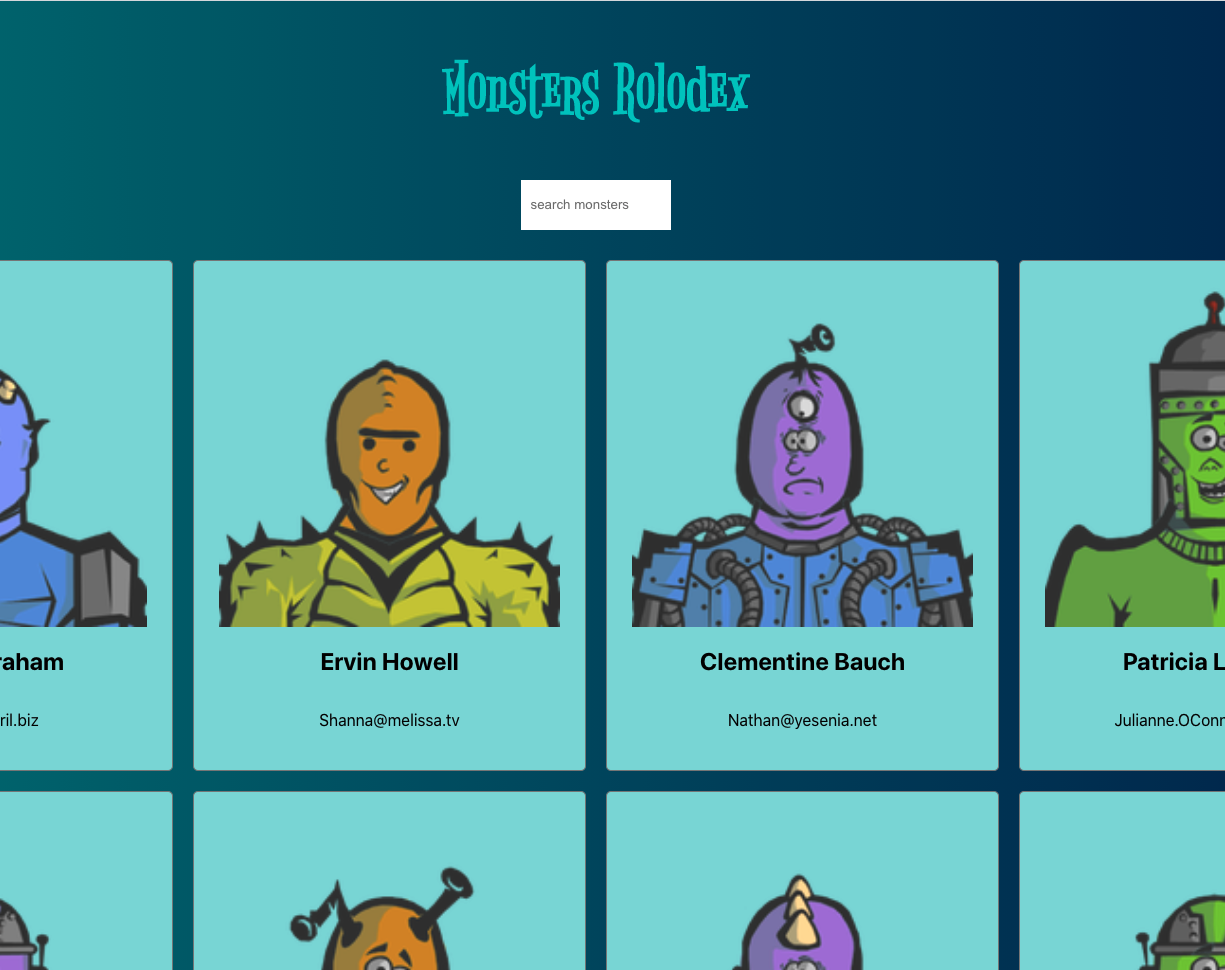 Monsters Rolodex
search monsters
raham
Ervin Howell
Clementine Bauch
Patricia L
ril.biz
Shanna@melissa.tv
Nathan@yesenia.net
Julianne.OConn